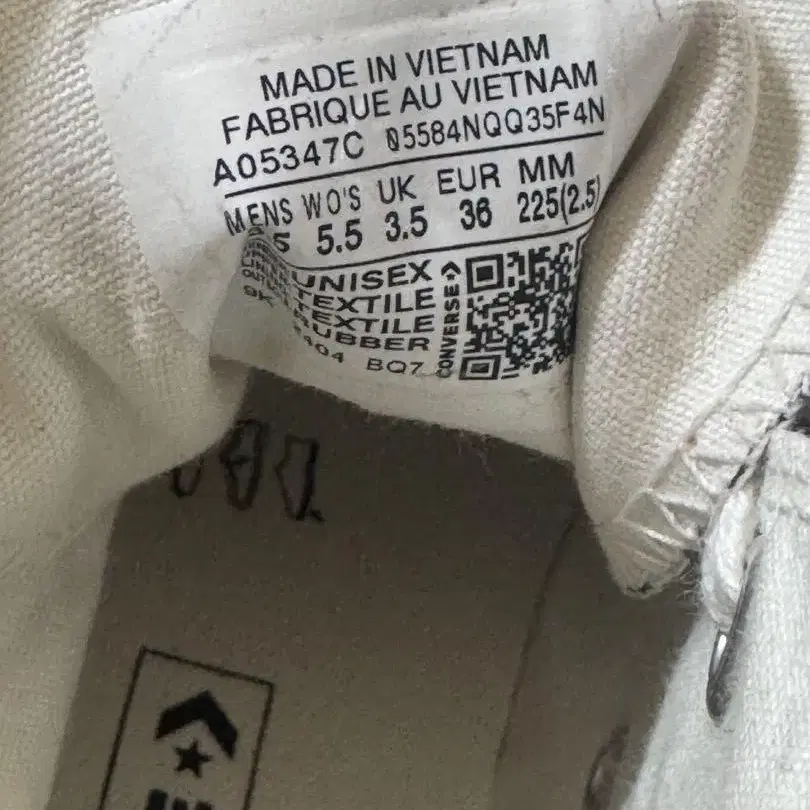 MADE IN VIETNAM
FABRIQUE AU VIETNAM
A05347C 05584NQQ35F4N
MENS WO'S UK EUR MM
5.5 3.5 36 225(2.5)
UNISEX
TEXTILE
TEXTILE
RUBBER
BQ7
CONVERSE